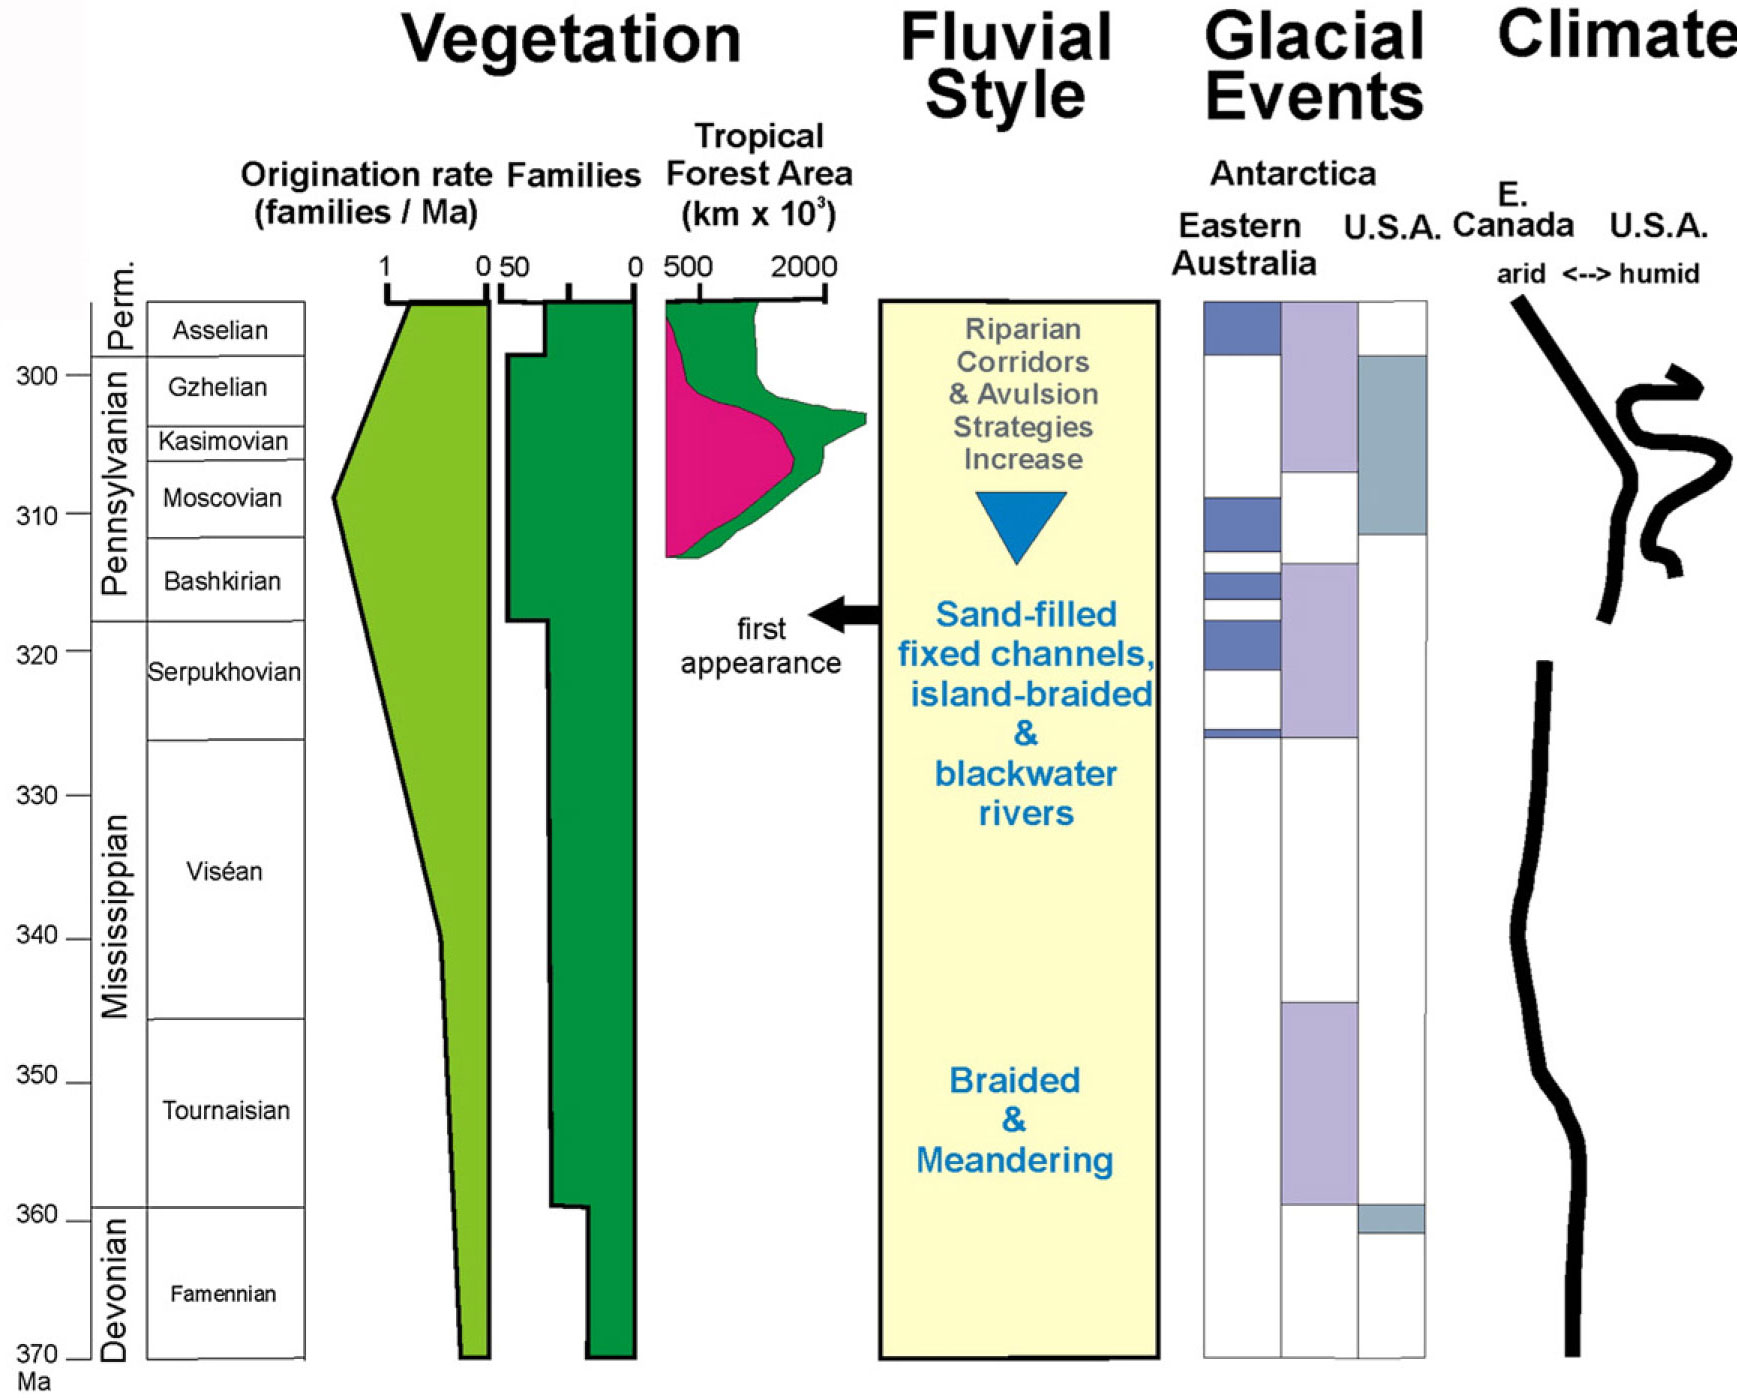 Vegetation
Fluvial
Style
Glacial
Events
Climate
Tropical
Forest Area
(km x 10³)
Origination rate
(families / Ma)
Families
Antarctica
Eastern
Australia
U.S.A.
E.
Canada
U.S.A.
arid <--> humid
1
0
50
0
500
2000
Perm.
Pennsylvanian
Mississippian
Devonian
Asselian
Gzhelian
Kasimovian
Moscovian
Bashkirian
Serpukhovian
Viséan
Tournaisian
Famennian
300
310
320
330
340
350
360
370
Ma
first
appearance
Riparian
Corridors
& Avulsion
Strategies
Increase
Sand-filled
fixed channels,
island-braided
&
blackwater
rivers
Braided
&
Meandering